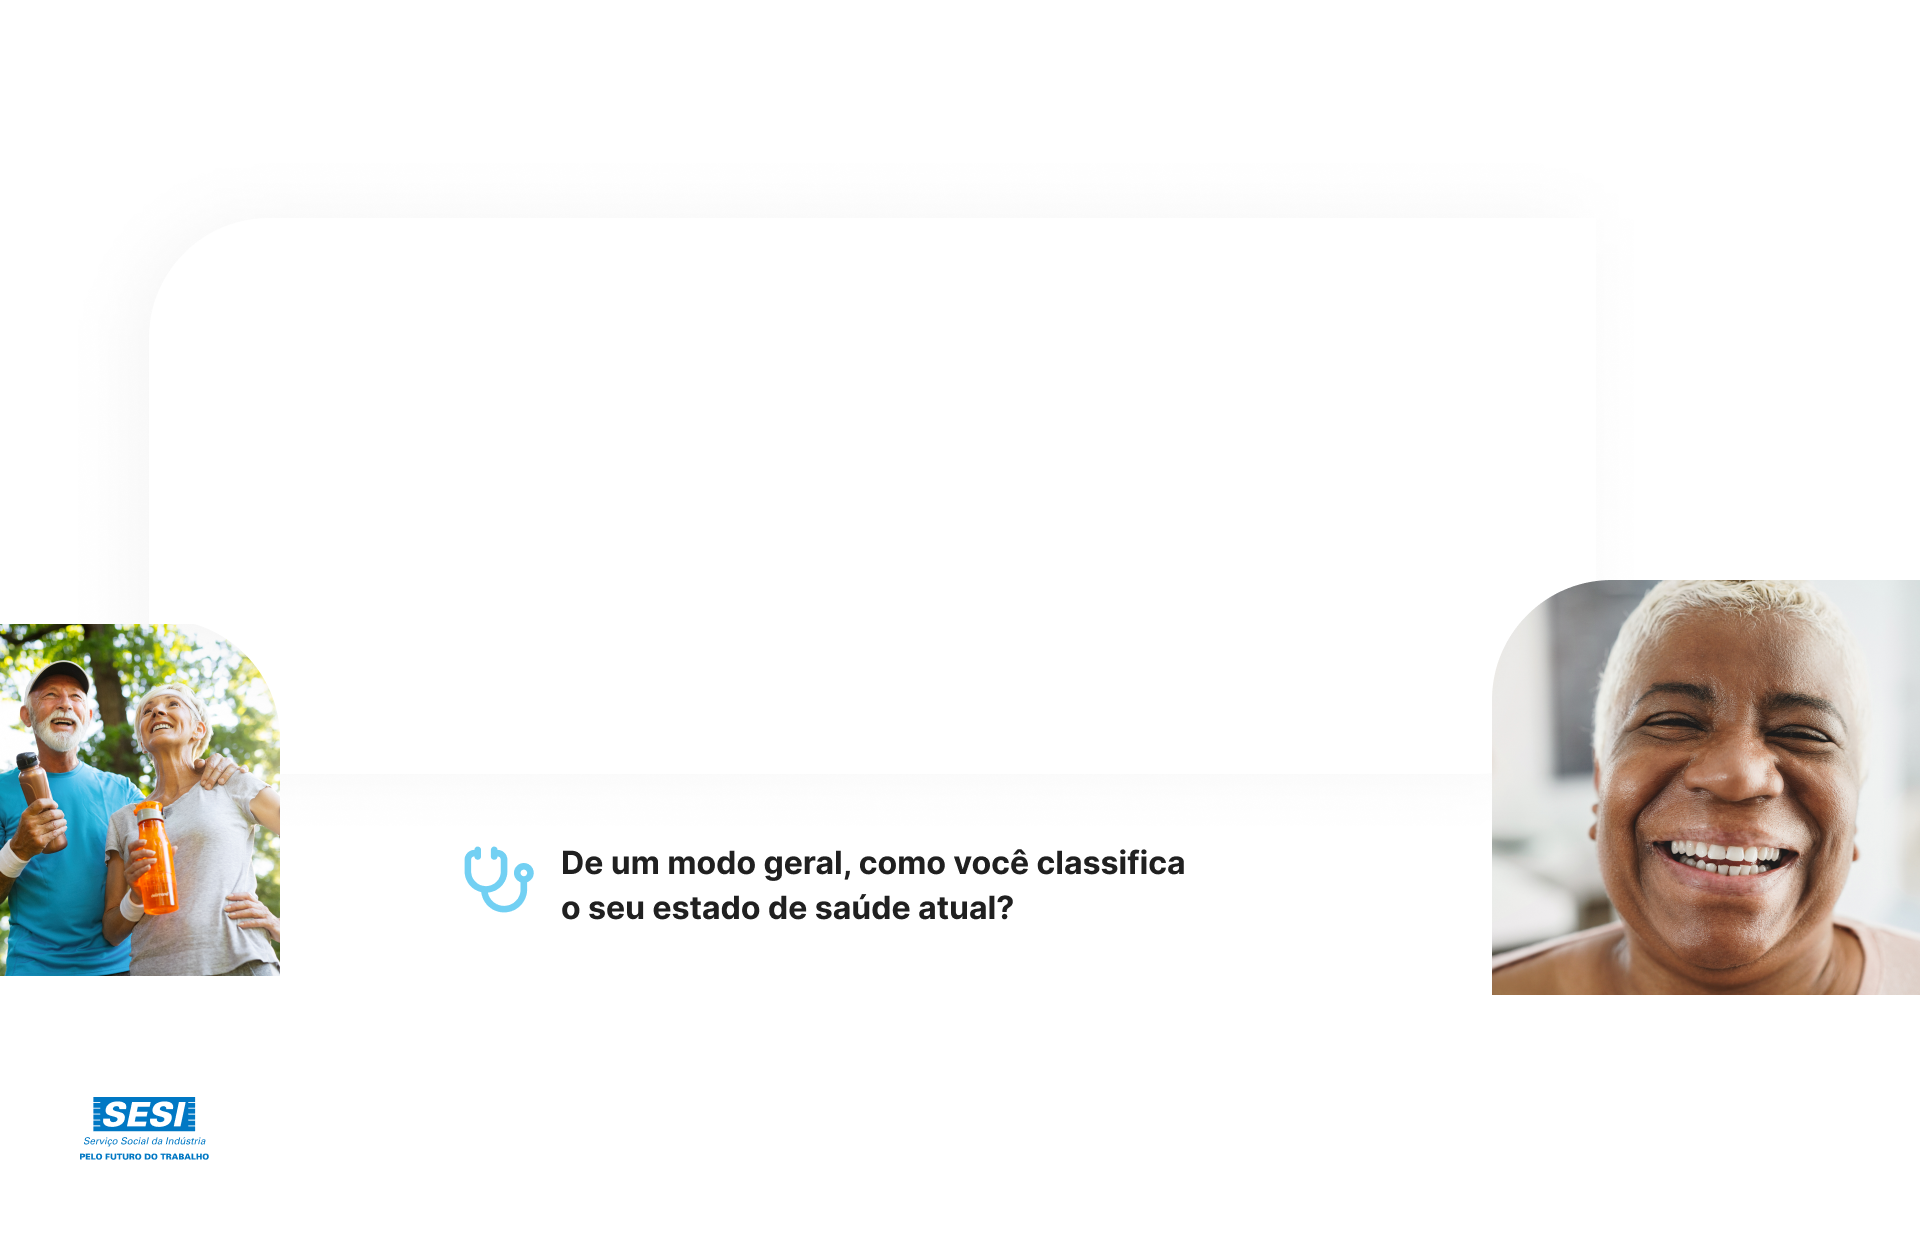 De um modo geral, como você classifica
o seu estado de saúde atual?
SESI
Serviço Social da Indústria
PELO FUTURO DO TRABALHO